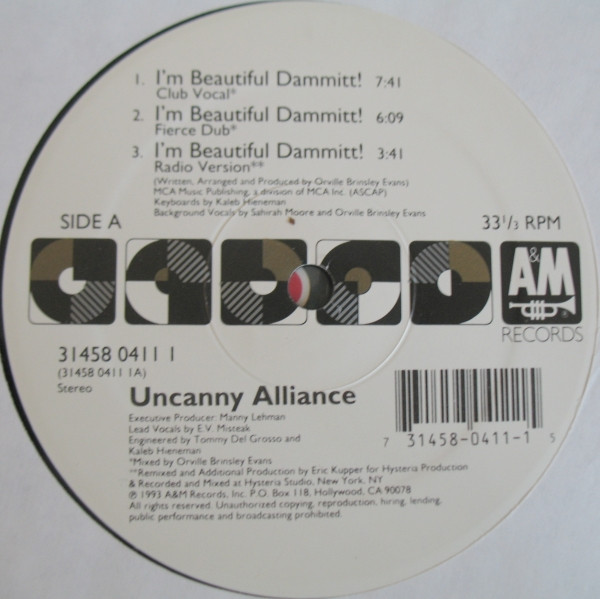 1. I'm Beautiful Dammitt! 7:41
Club Vocal*
2. I'm Beautiful Dammitt! 6:09
Fierce Dub*
3. I'm Beautiful Dammitt! 3:41
Radio Version**
(Written, Arranged and Produced by Orville Brinsley Evans)
MCA Music Publishing, a division of MCA Inc. (ASCAP)
Keyboards by Kaleb Hieneman
Background Vocals by Sahirah Moore and Orville Brinsley Evans
SIDE A 33 1/3 RPM
A&M
®
RECORDS
31458 0411 1
(31458 0411 1A)
Stereo
Uncanny Alliance
Executive Producer: Manny Lehman
Lead Vocals by E.V. Misteak
Engineered by Tommy Del Grosso and
Kaleb Hieneman
*Mixed by Orville Brinsley Evans
**Remixed and Additional Production by Eric Kupper for Hysteria Production
& Recorded and Mixed at Hysteria Studio, New York, NY
℗ 1993 A&M Records, Inc. P.O. Box 118, Hollywood, CA 90078
All rights reserved. Unauthorized copying, reproduction, hiring, lending,
public performance and broadcasting prohibited.
7 31458-0411-1 5